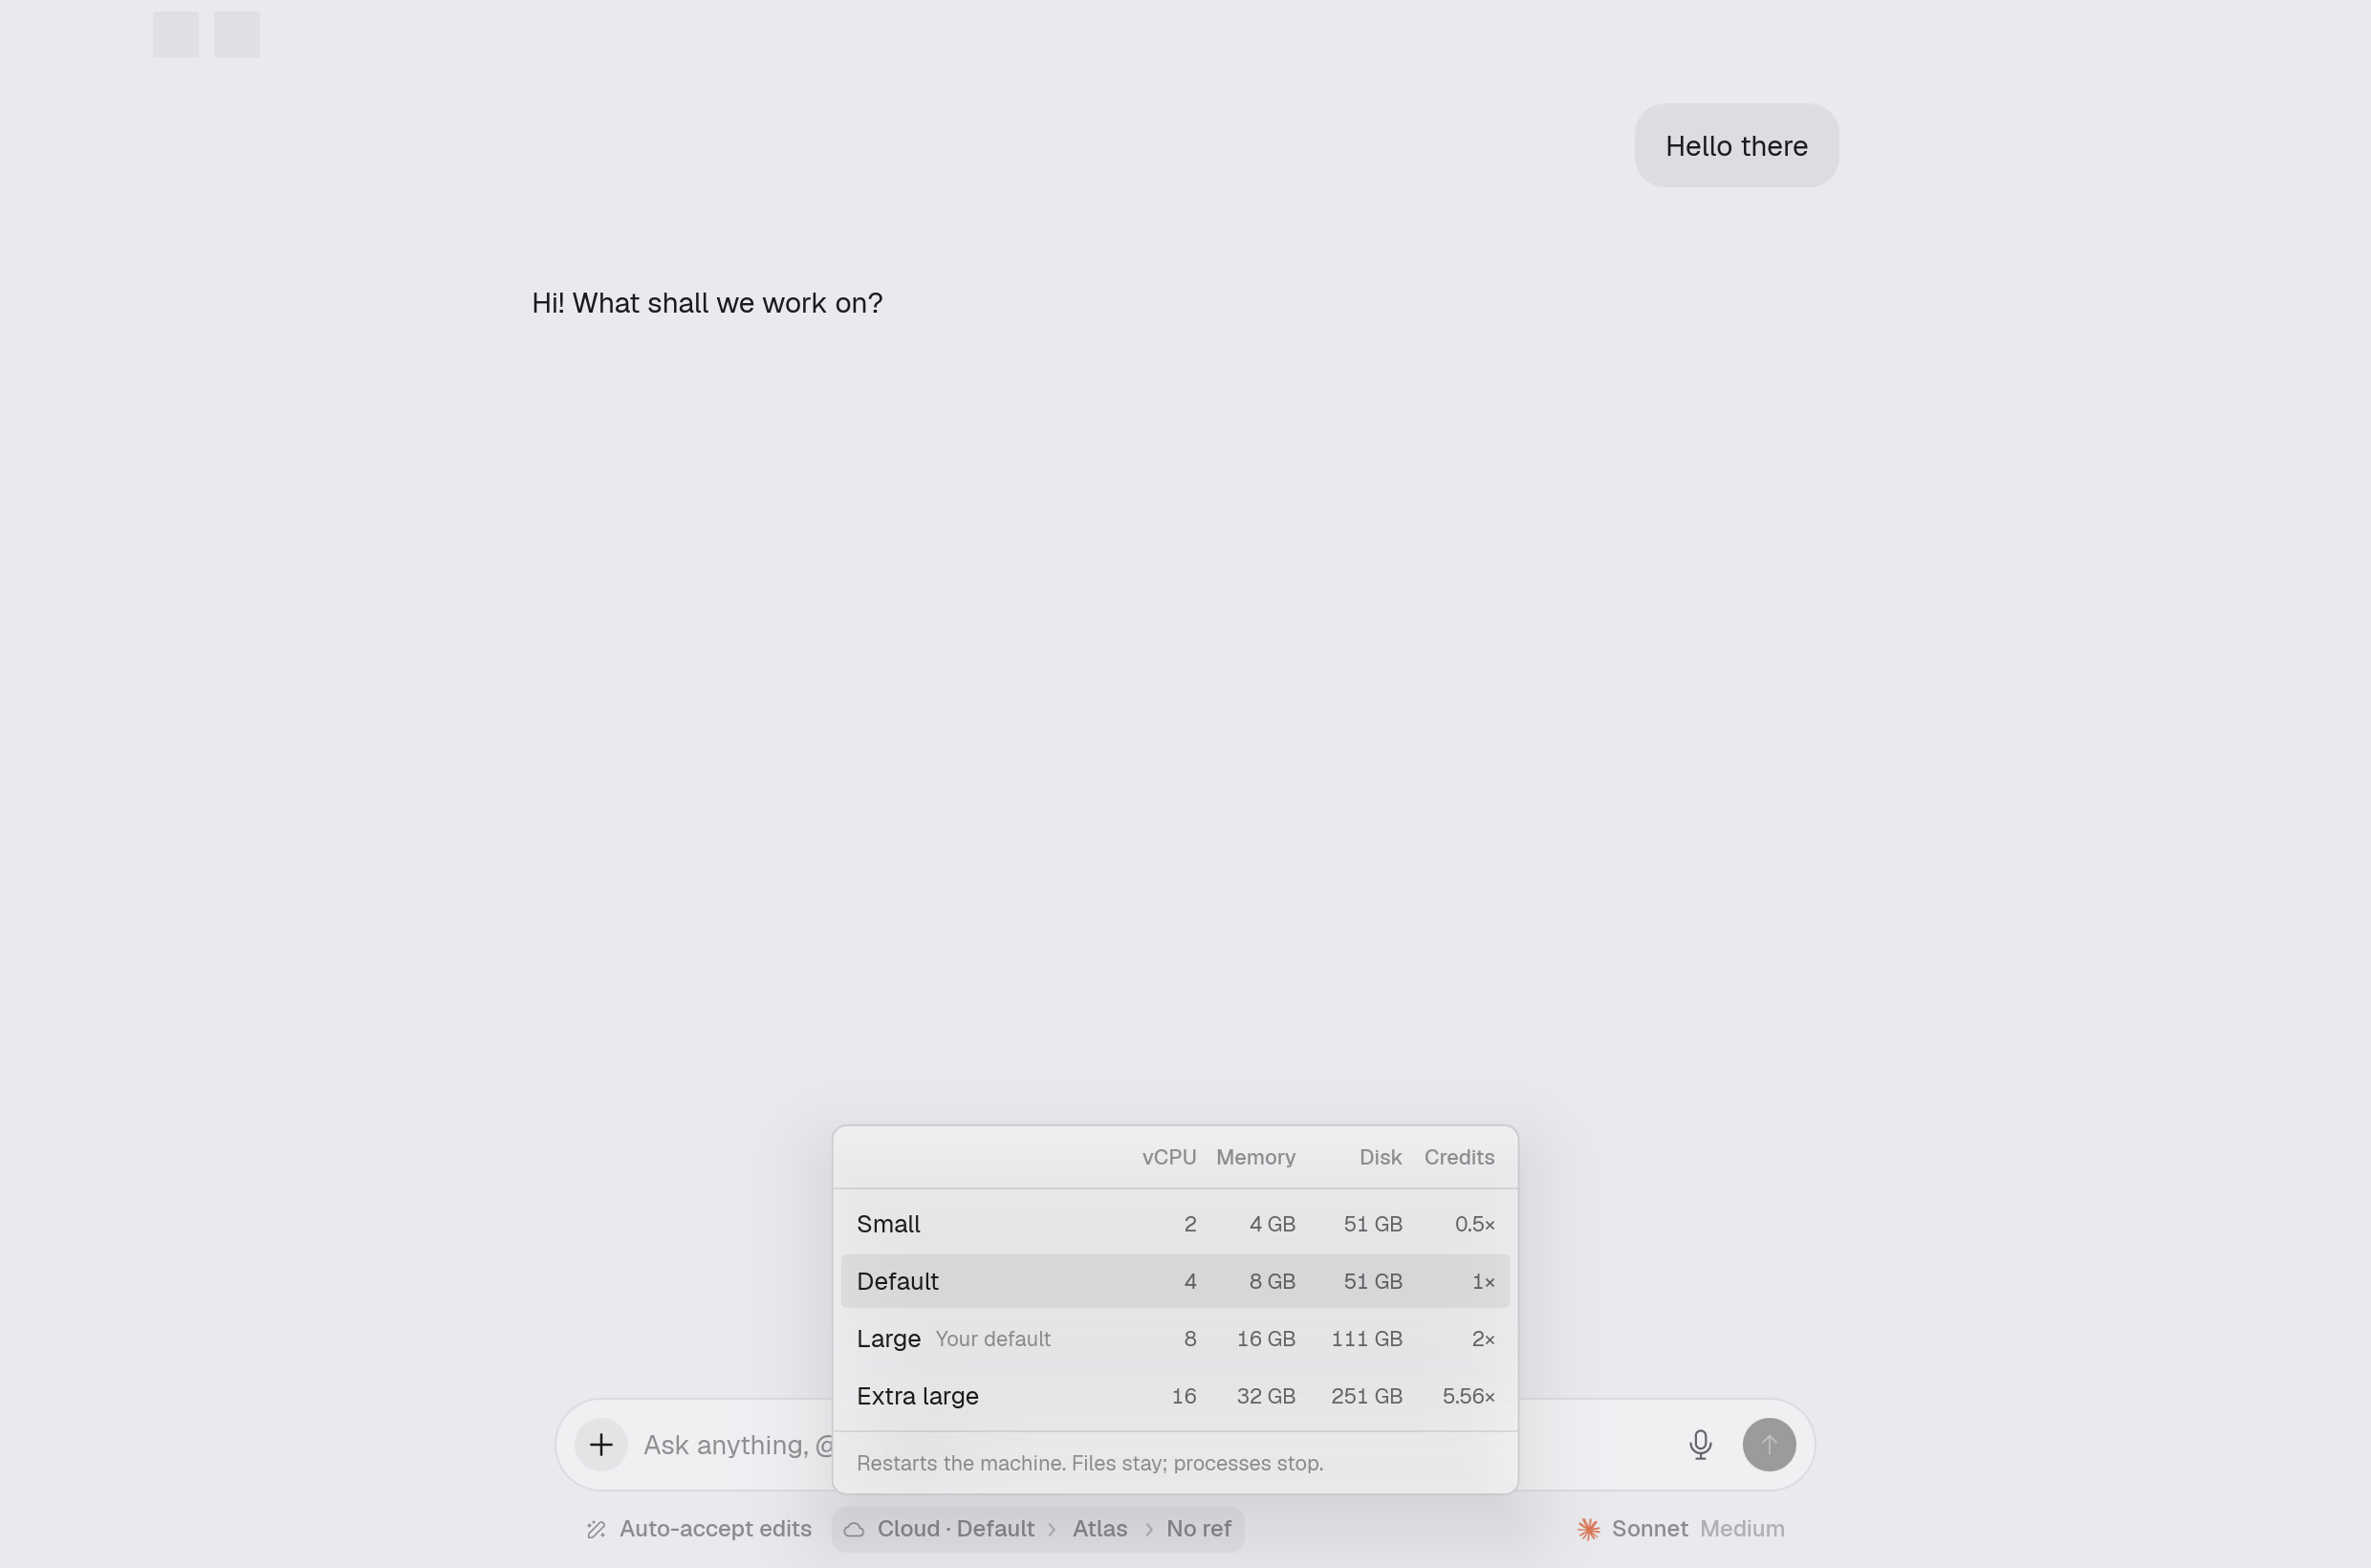 Hello there
Hi! What shall we work on?
vCPU Memory Disk Credits
Small 2 4 GB 51 GB 0.5×
Default 4 8 GB 51 GB 1×
Large Your default 8 16 GB 111 GB 2×
Extra large 16 32 GB 251 GB 5.56×
Restarts the machine. Files stay; processes stop.
Ask anything, @
Auto-accept edits Cloud · Default › Atlas › No ref Sonnet Medium